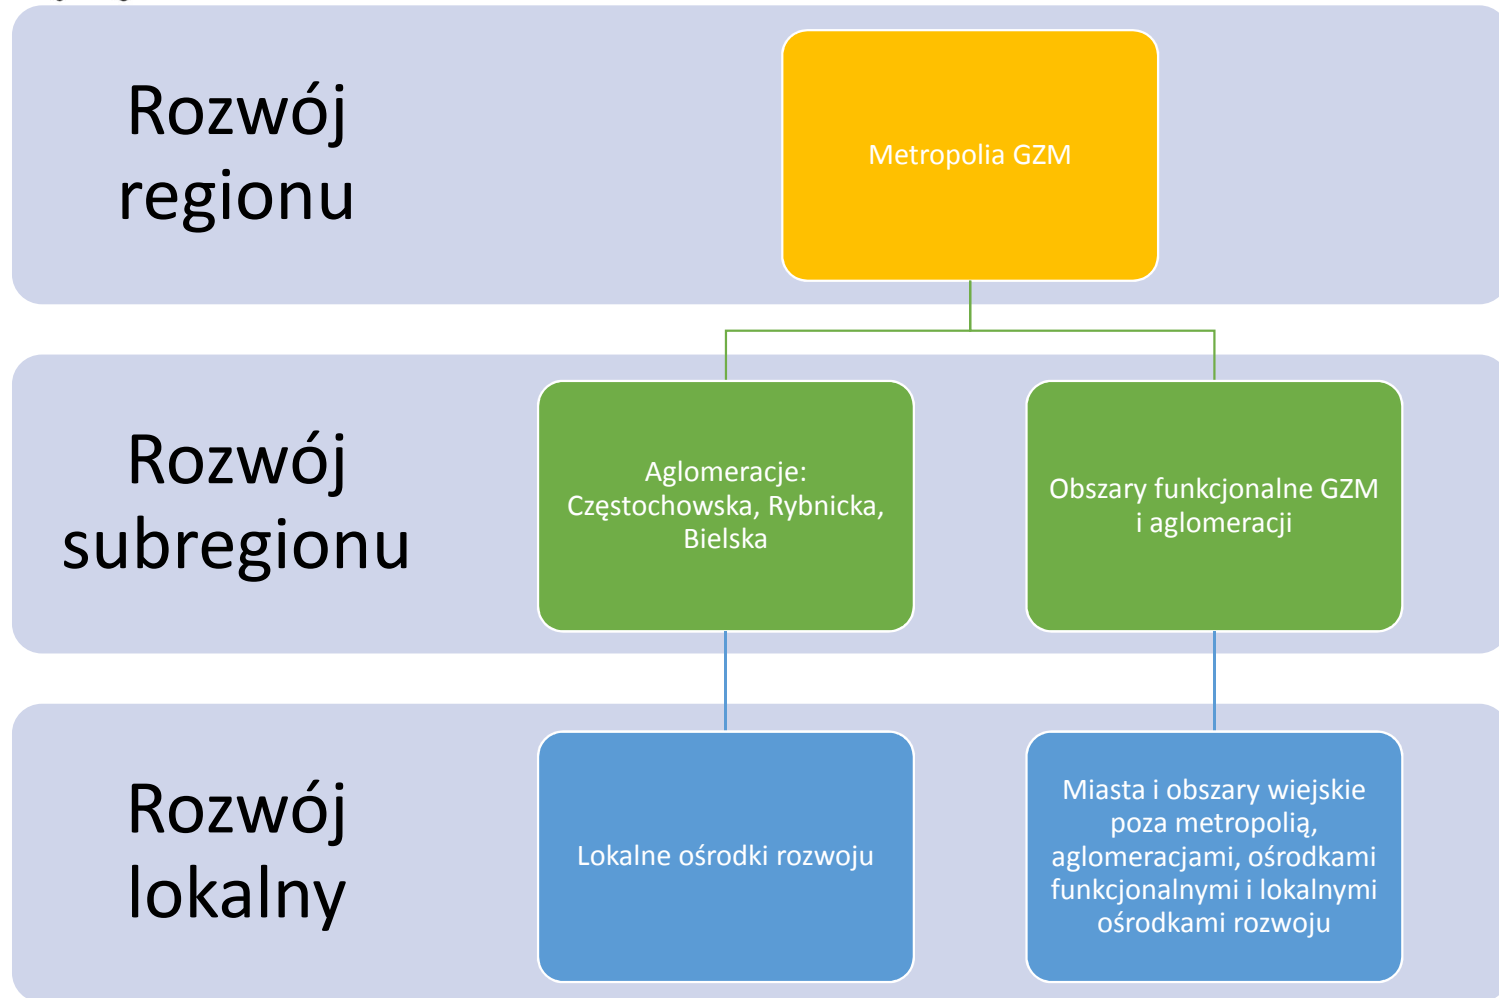 Rozwój
regionu
Metropolia GZM
Rozwój
subregionu
Aglomeracje:
Częstochowska, Rybnicka,
Bielska
Obszary funkcjonalne GZM
i aglomeracji
Rozwój
lokalny
Lokalne ośrodki rozwoju
Miasta i obszary wiejskie
poza metropolią,
aglomeracjami, ośrodkami
funkcjonalnymi i lokalnymi
ośrodkami rozwoju